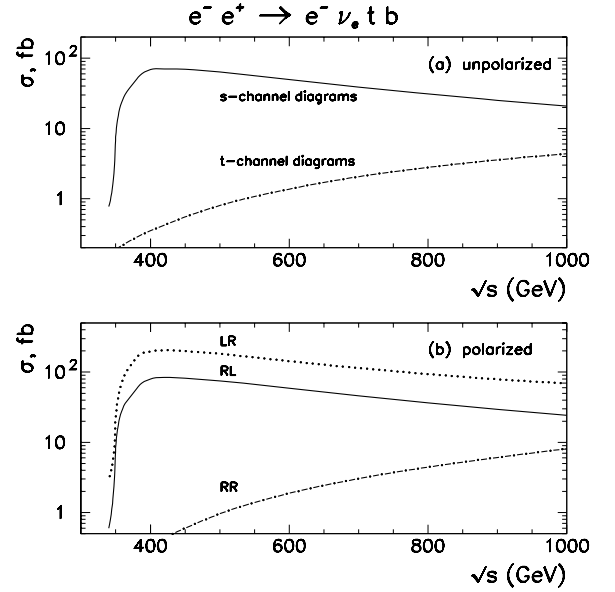 e⁻ e⁺ → e⁻ νₑ t b
σ, fb
(a) unpolarized
10²
s-channel diagrams
10
t-channel diagrams
1
400 600 800 1000
√s (GeV)
σ, fb
LR
(b) polarized
10²
RL
10
RR
1
400 600 800 1000
√s (GeV)